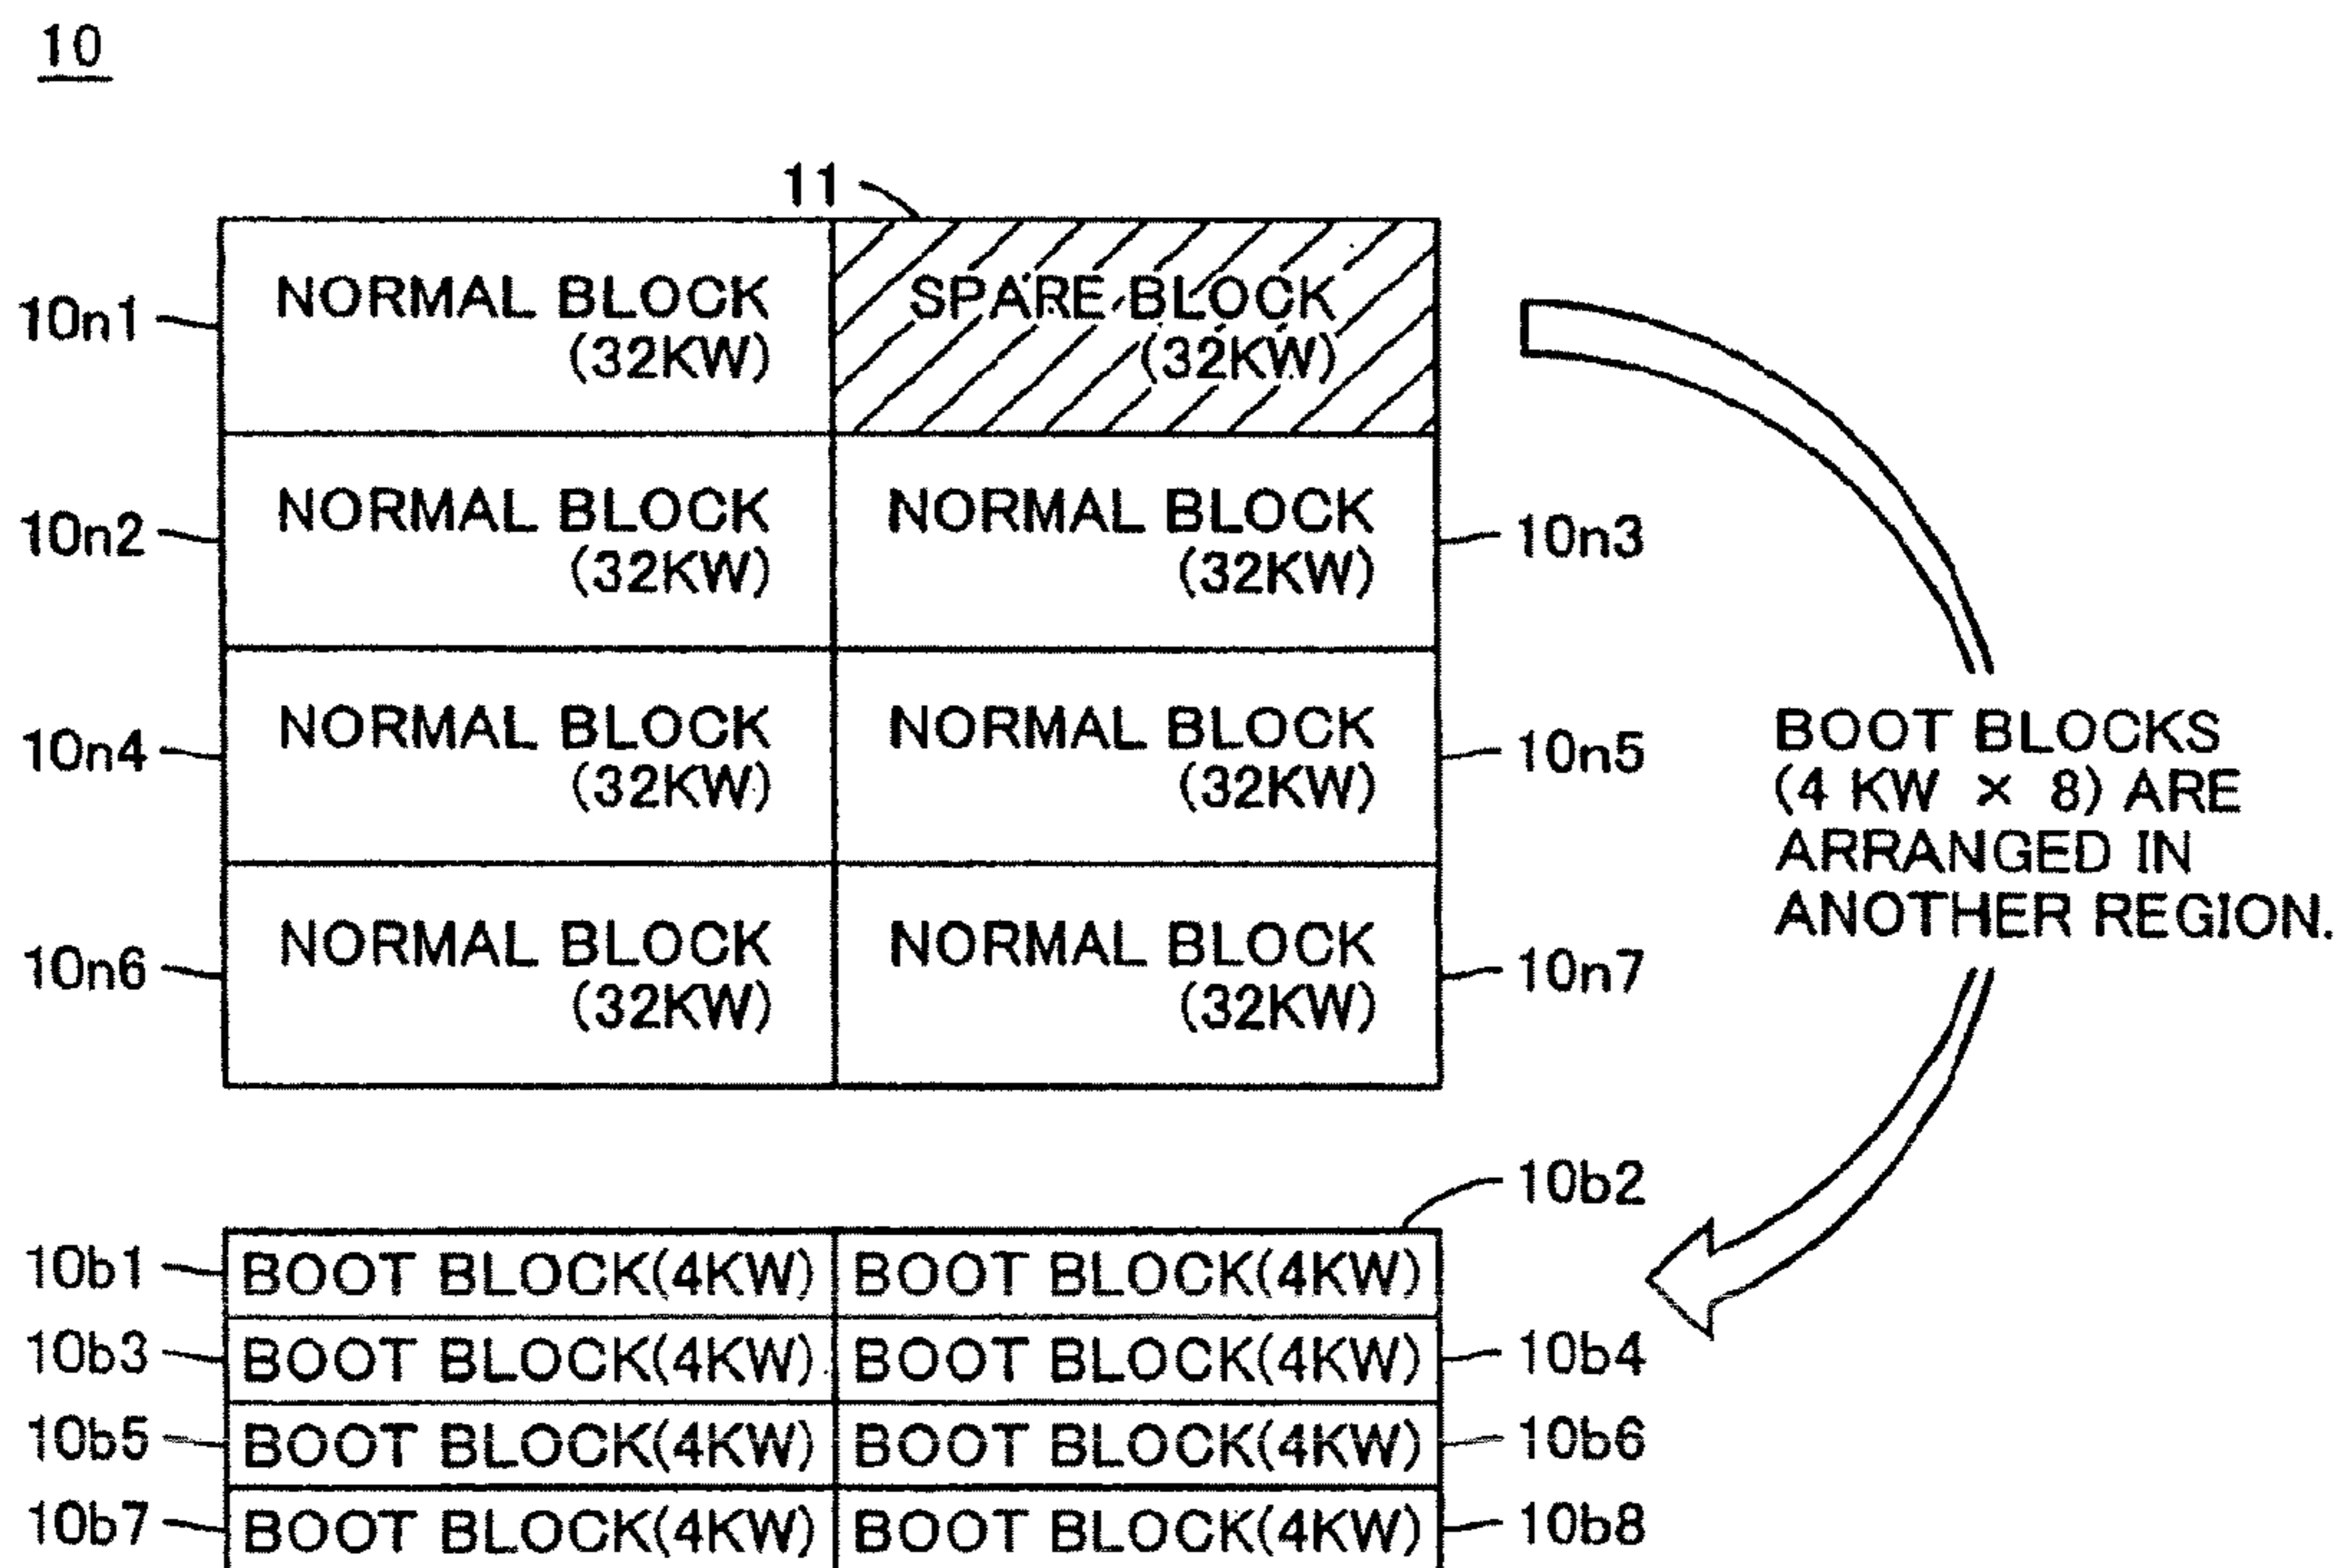 10
11
10n1
NORMAL BLOCK
(32KW)
SPARE BLOCK
(32KW)
10n2
NORMAL BLOCK
(32KW)
NORMAL BLOCK
(32KW)
10n3
10n4
NORMAL BLOCK
(32KW)
NORMAL BLOCK
(32KW)
10n5
10n6
NORMAL BLOCK
(32KW)
NORMAL BLOCK
(32KW)
10n7
BOOT BLOCKS
(4 KW × 8) ARE
ARRANGED IN
ANOTHER REGION.
10b2
10b1
BOOT BLOCK(4KW)
BOOT BLOCK(4KW)
10b3
BOOT BLOCK(4KW)
BOOT BLOCK(4KW)
10b4
10b5
BOOT BLOCK(4KW)
BOOT BLOCK(4KW)
10b6
10b7
BOOT BLOCK(4KW)
BOOT BLOCK(4KW)
10b8